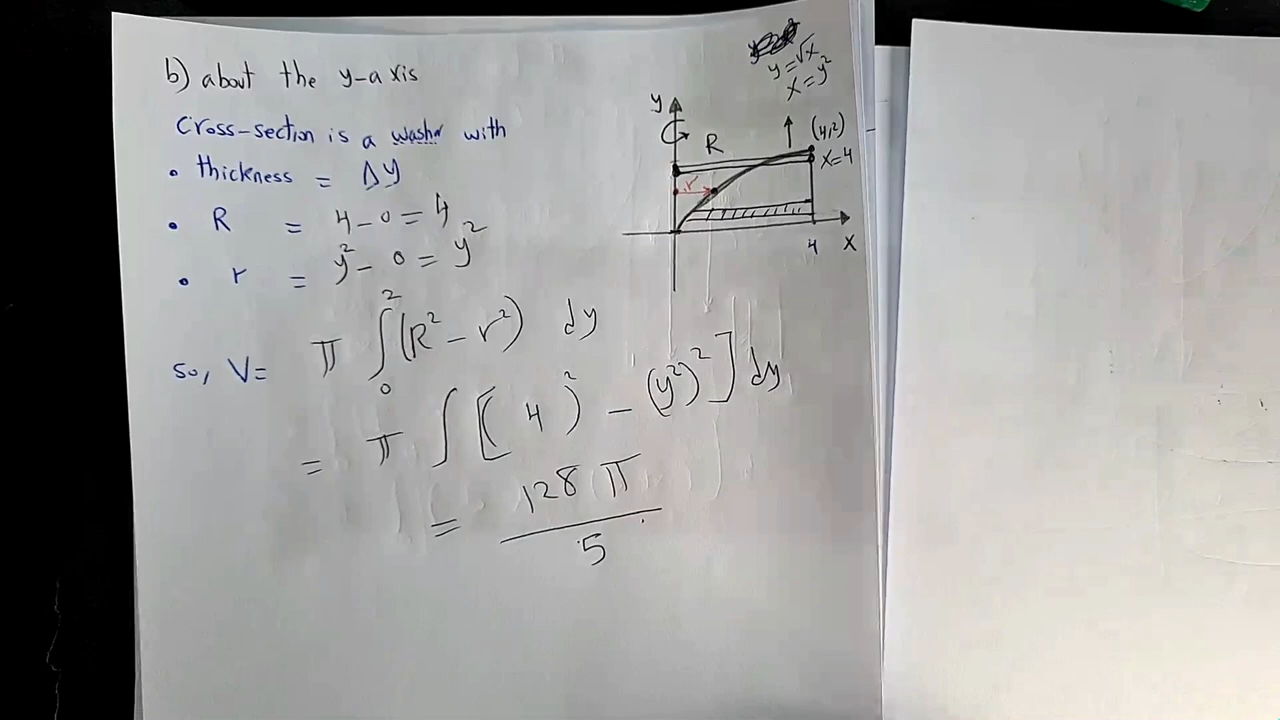 b) about the y-axis
Cross-section is a washer with
• thickness = Δy
• R = 4-0 = 4
• r = y²-0 = y²
so, V= π ∫₀² (R² - r²) dy
= π ∫ [(4)² - (y²)²] dy
= 128 π / 5
y=√x
x=y²
y
R
(4,2)
x=4
r
4 x